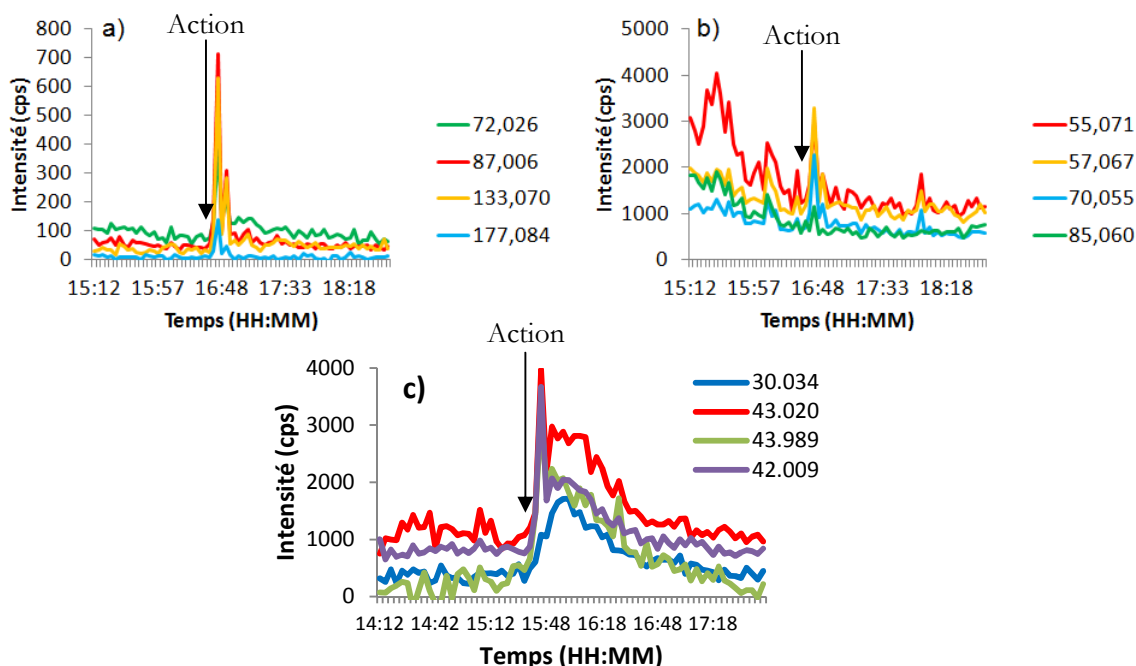 a)
Action
Intensité (cps)
800
700
600
500
400
300
200
100
0
15:12 15:57 16:48 17:33 18:18
Temps (HH:MM)
72,026
87,006
133,070
177,084
b)
Action
Intensité (cps)
5000
4000
3000
2000
1000
0
15:12 15:57 16:48 17:33 18:18
Temps (HH:MM)
55,071
57,067
70,055
85,060
Action
c)
Intensité (cps)
4000
3000
2000
1000
0
14:12 14:42 15:12 15:48 16:18 16:48 17:18
Temps (HH:MM)
30.034
43.020
43.989
42.009